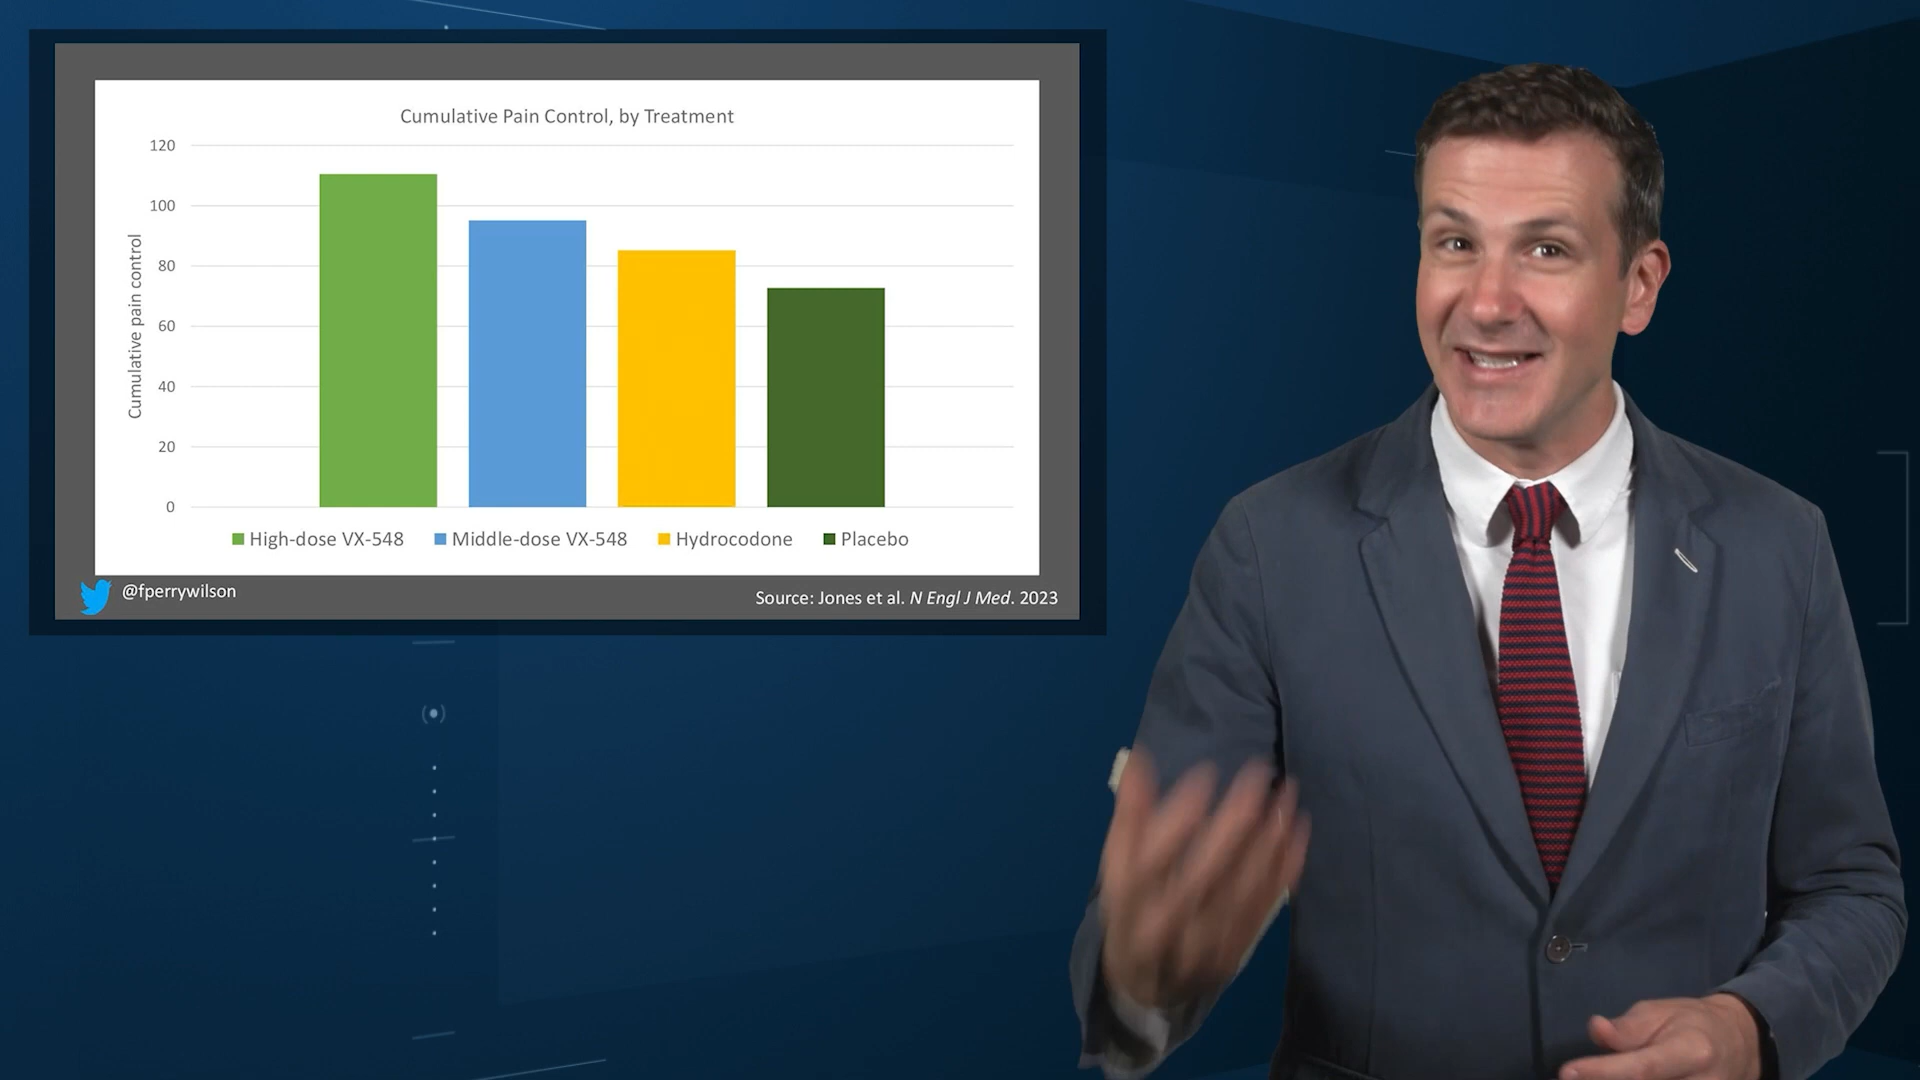 Cumulative Pain Control, by Treatment
Cumulative pain control
120
100
80
60
40
20
0
High-dose VX-548 Middle-dose VX-548 Hydrocodone Placebo
@fperrywilson
Source: Jones et al. N Engl J Med. 2023